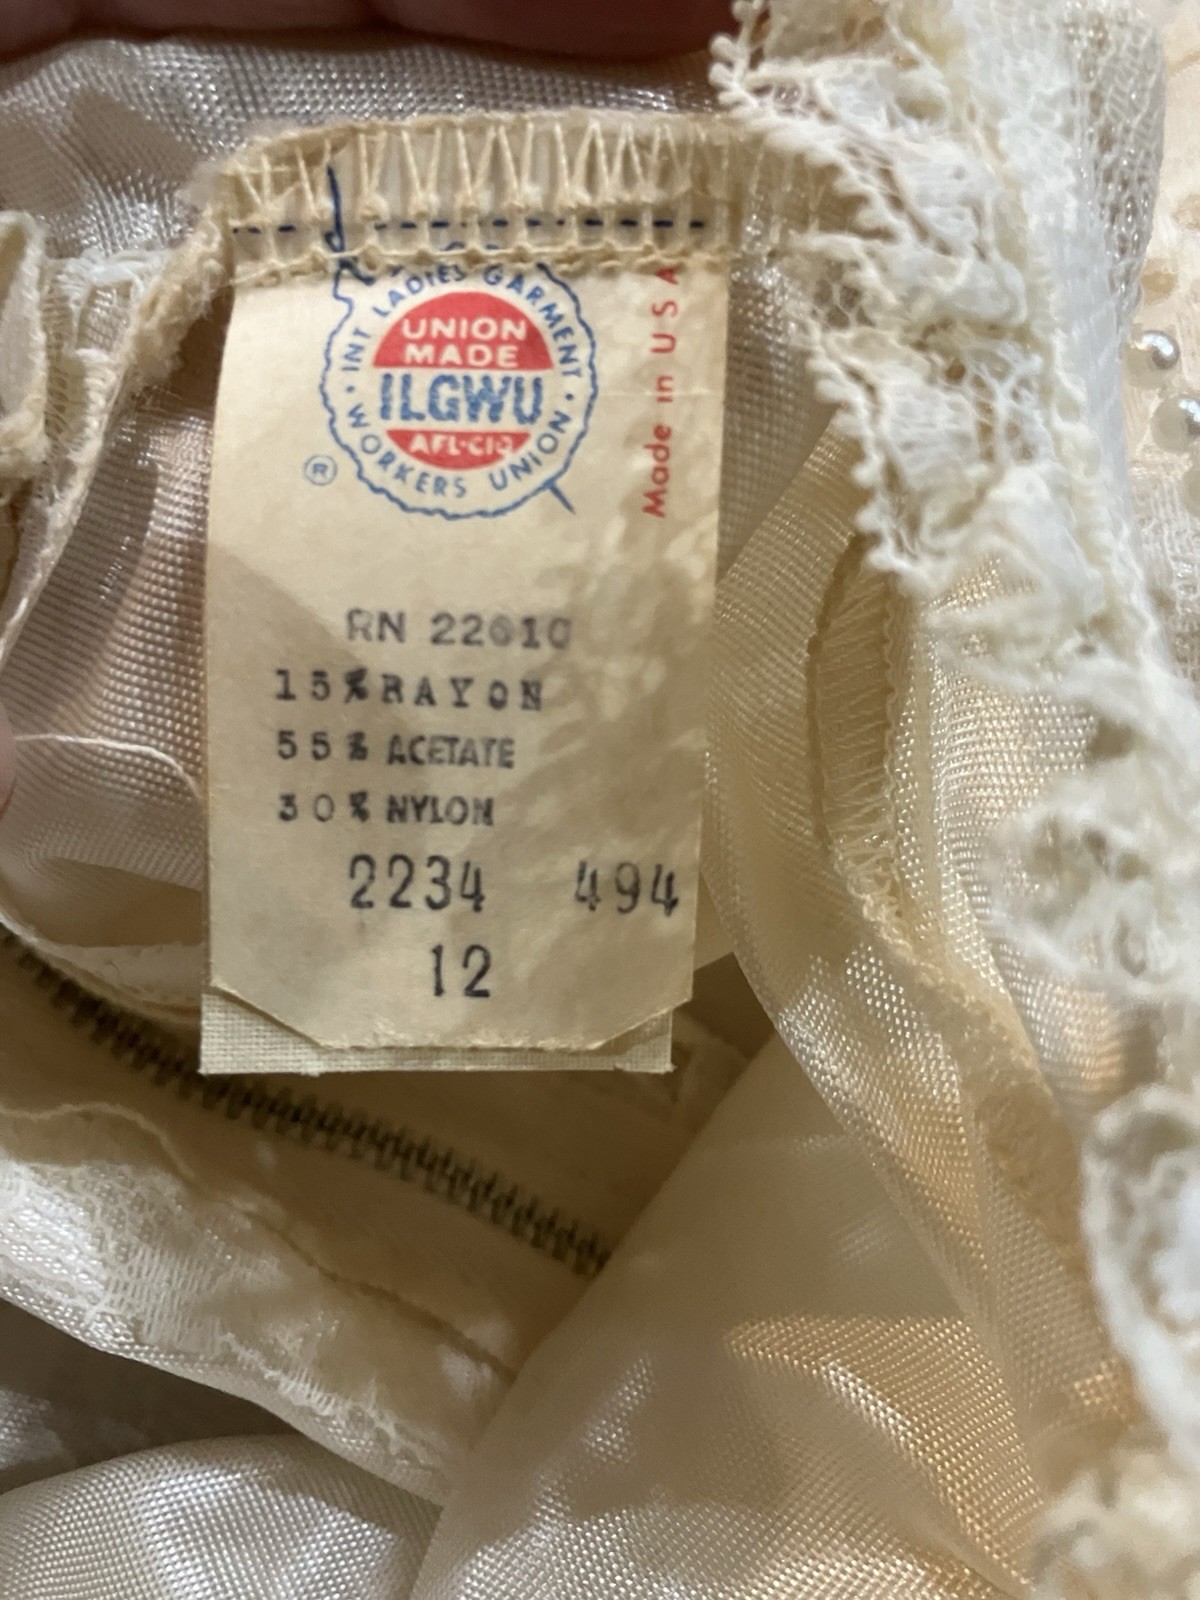 INT LADIES GARMENT
UNION
MADE
ILGWU
AFL-CIO
WORKERS UNION
®
Made in U S A
RN 22610
15% RAYON
55% ACETATE
30% NYLON
2234 494
12